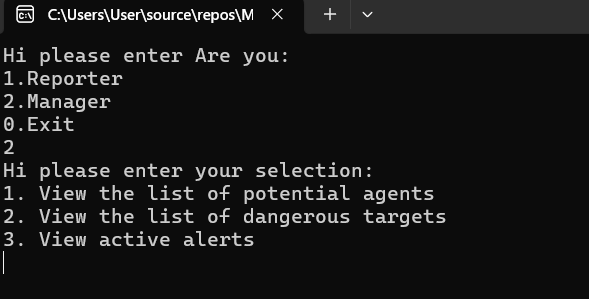 C:\Users\User\source\repos\M
Hi please enter Are you:
1.Reporter
2.Manager
0.Exit
2
Hi please enter your selection:
1. View the list of potential agents
2. View the list of dangerous targets
3. View active alerts